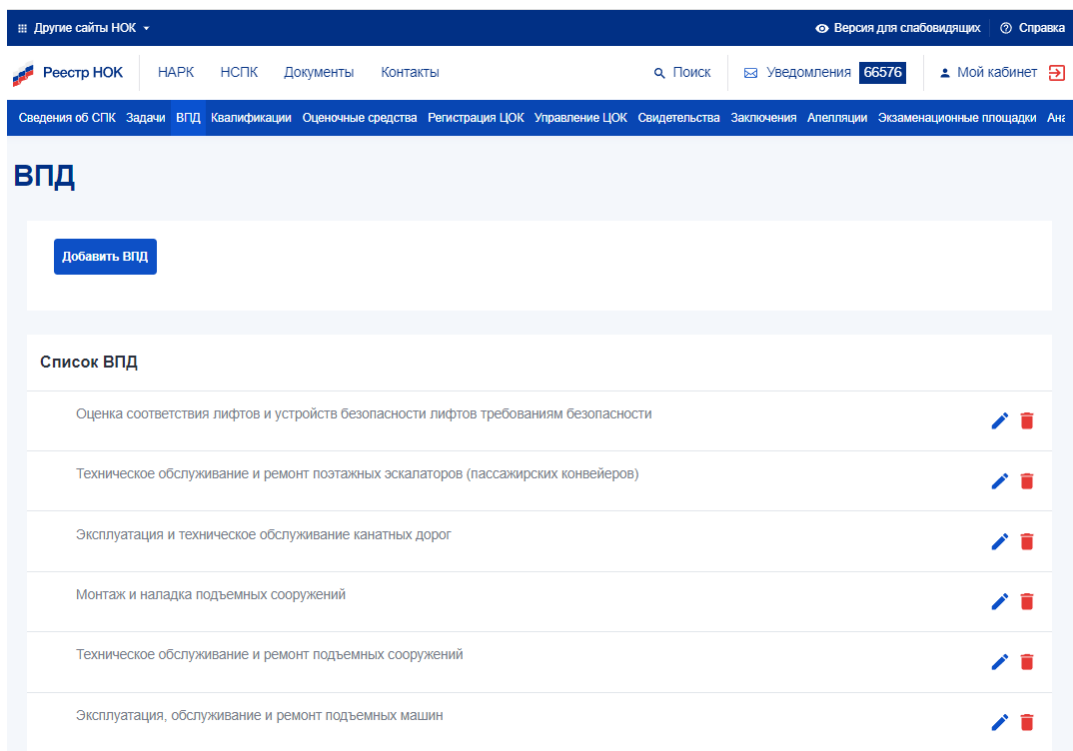 Другие сайты НОК
Версия для слабовидящих
Справка
Реестр НОК
НАРК
НСПК
Документы
Контакты
Поиск
Уведомления 66576
Мой кабинет
Сведения об СПК Задачи ВПД Квалификации Оценочные средства Регистрация ЦОК Управление ЦОК Свидетельства Заключения Апелляции Экзаменационные площадки Ана
ВПД
Добавить ВПД
Список ВПД
Оценка соответствия лифтов и устройств безопасности лифтов требованиям безопасности
Техническое обслуживание и ремонт поэтажных эскалаторов (пассажирских конвейеров)
Эксплуатация и техническое обслуживание канатных дорог
Монтаж и наладка подъемных сооружений
Техническое обслуживание и ремонт подъемных сооружений
Эксплуатация, обслуживание и ремонт подъемных машин